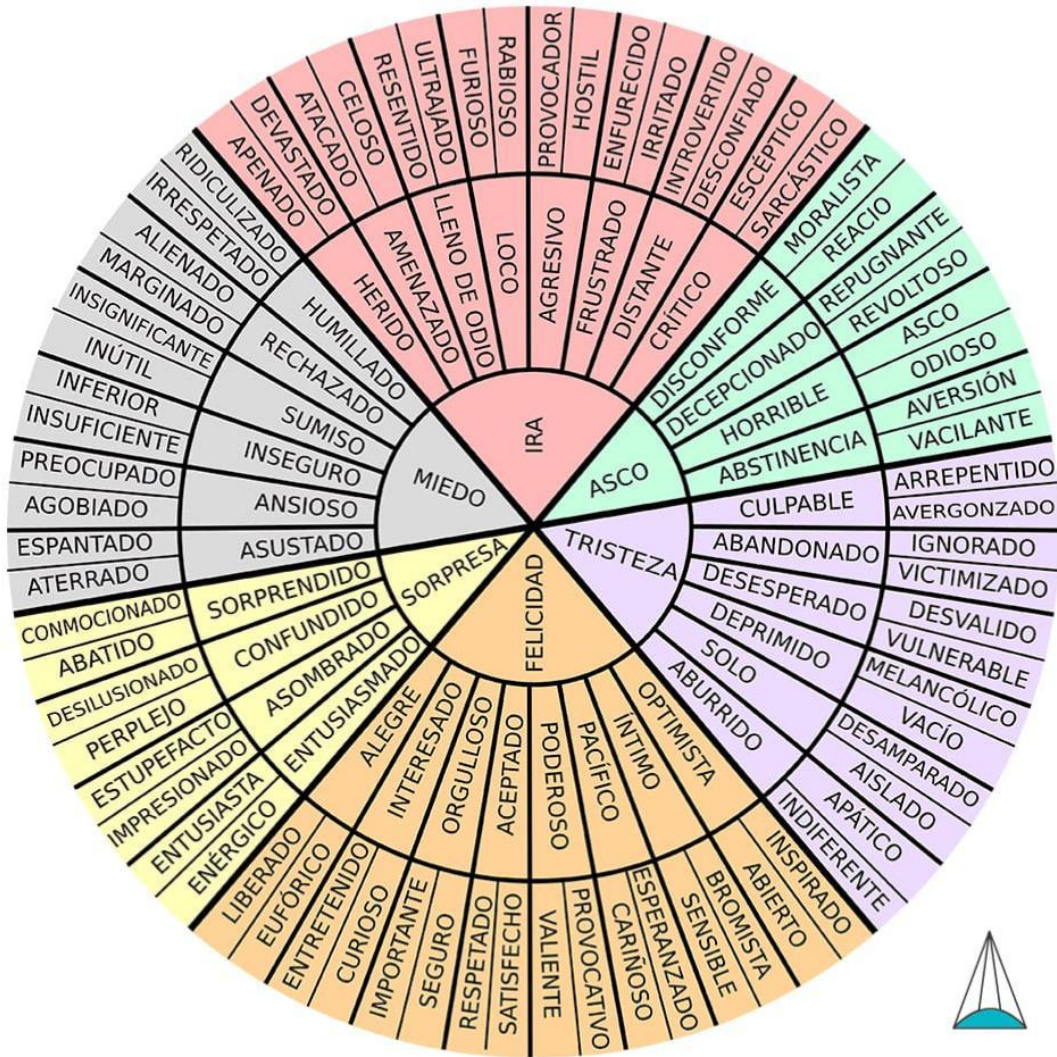 IRA
HERIDO
APENADO
DEVASTADO
AMENAZADO
ATACADO
CELOSO
LLENO DE ODIO
RESENTIDO
ULTRAJADO
LOCO
FURIOSO
RABIOSO
AGRESIVO
PROVOCADOR
HOSTIL
FRUSTRADO
ENFURECIDO
IRRITADO
DISTANTE
INTROVERTIDO
DESCONFIADO
CRÍTICO
ESCÉPTICO
SARCÁSTICO
ASCO
DISCONFORME
MORALISTA
REACIO
DECEPCIONADO
REPUGNANTE
REVOLTOSO
HORRIBLE
ASCO
ODIOSO
ABSTINENCIA
AVERSIÓN
VACILANTE
TRISTEZA
CULPABLE
ARREPENTIDO
AVERGONZADO
ABANDONADO
IGNORADO
VICTIMIZADO
DESESPERADO
DESVALIDO
VULNERABLE
DEPRIMIDO
MELANCÓLICO
VACÍO
SOLO
DESAMPARADO
AISLADO
ABURRIDO
APÁTICO
INDIFERENTE
FELICIDAD
OPTIMISTA
INSPIRADO
ABIERTO
ÍNTIMO
BROMISTA
SENSIBLE
PACÍFICO
ESPERANZADO
CARIÑOSO
PODEROSO
PROVOCATIVO
VALIENTE
ACEPTADO
SATISFECHO
RESPETADO
ORGULLOSO
SEGURO
IMPORTANTE
INTERESADO
CURIOSO
ENTRETENIDO
ALEGRE
EUFÓRICO
LIBERADO
SORPRESA
ENTUSIASMADO
ENÉRGICO
ENTUSIASTA
ASOMBRADO
IMPRESIONADO
ESTUPEFACTO
CONFUNDIDO
PERPLEJO
DESILUSIONADO
SORPRENDIDO
ABATIDO
CONMOCIONADO
MIEDO
ASUSTADO
ATERRADO
ESPANTADO
ANSIOSO
AGOBIADO
PREOCUPADO
INSEGURO
INSUFICIENTE
INFERIOR
SUMISO
INÚTIL
INSIGNIFICANTE
RECHAZADO
MARGINADO
ALIENADO
HUMILLADO
IRRESPETADO
RIDICULIZADO